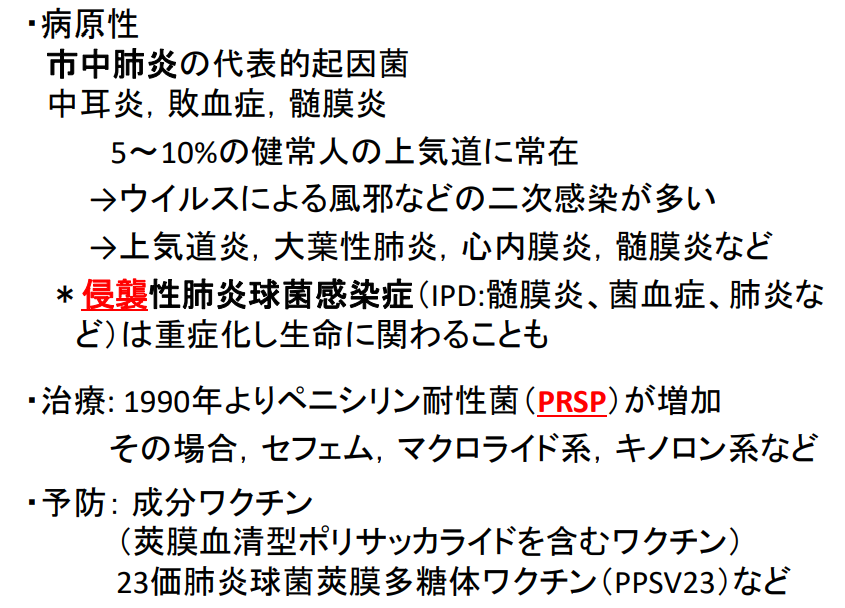 ・病原性
市中肺炎の代表的起因菌
中耳炎，敗血症，髄膜炎
5～10%の健常人の上気道に常在
→ウイルスによる風邪などの二次感染が多い
→上気道炎，大葉性肺炎，心内膜炎，髄膜炎など
＊侵襲性肺炎球菌感染症（IPD:髄膜炎、菌血症、肺炎な
ど）は重症化し生命に関わることも
・治療: 1990年よりペニシリン耐性菌（PRSP）が増加
その場合，セフェム，マクロライド系，キノロン系など
・予防： 成分ワクチン
（莢膜血清型ポリサッカライドを含むワクチン）
23価肺炎球菌莢膜多糖体ワクチン（PPSV23）など